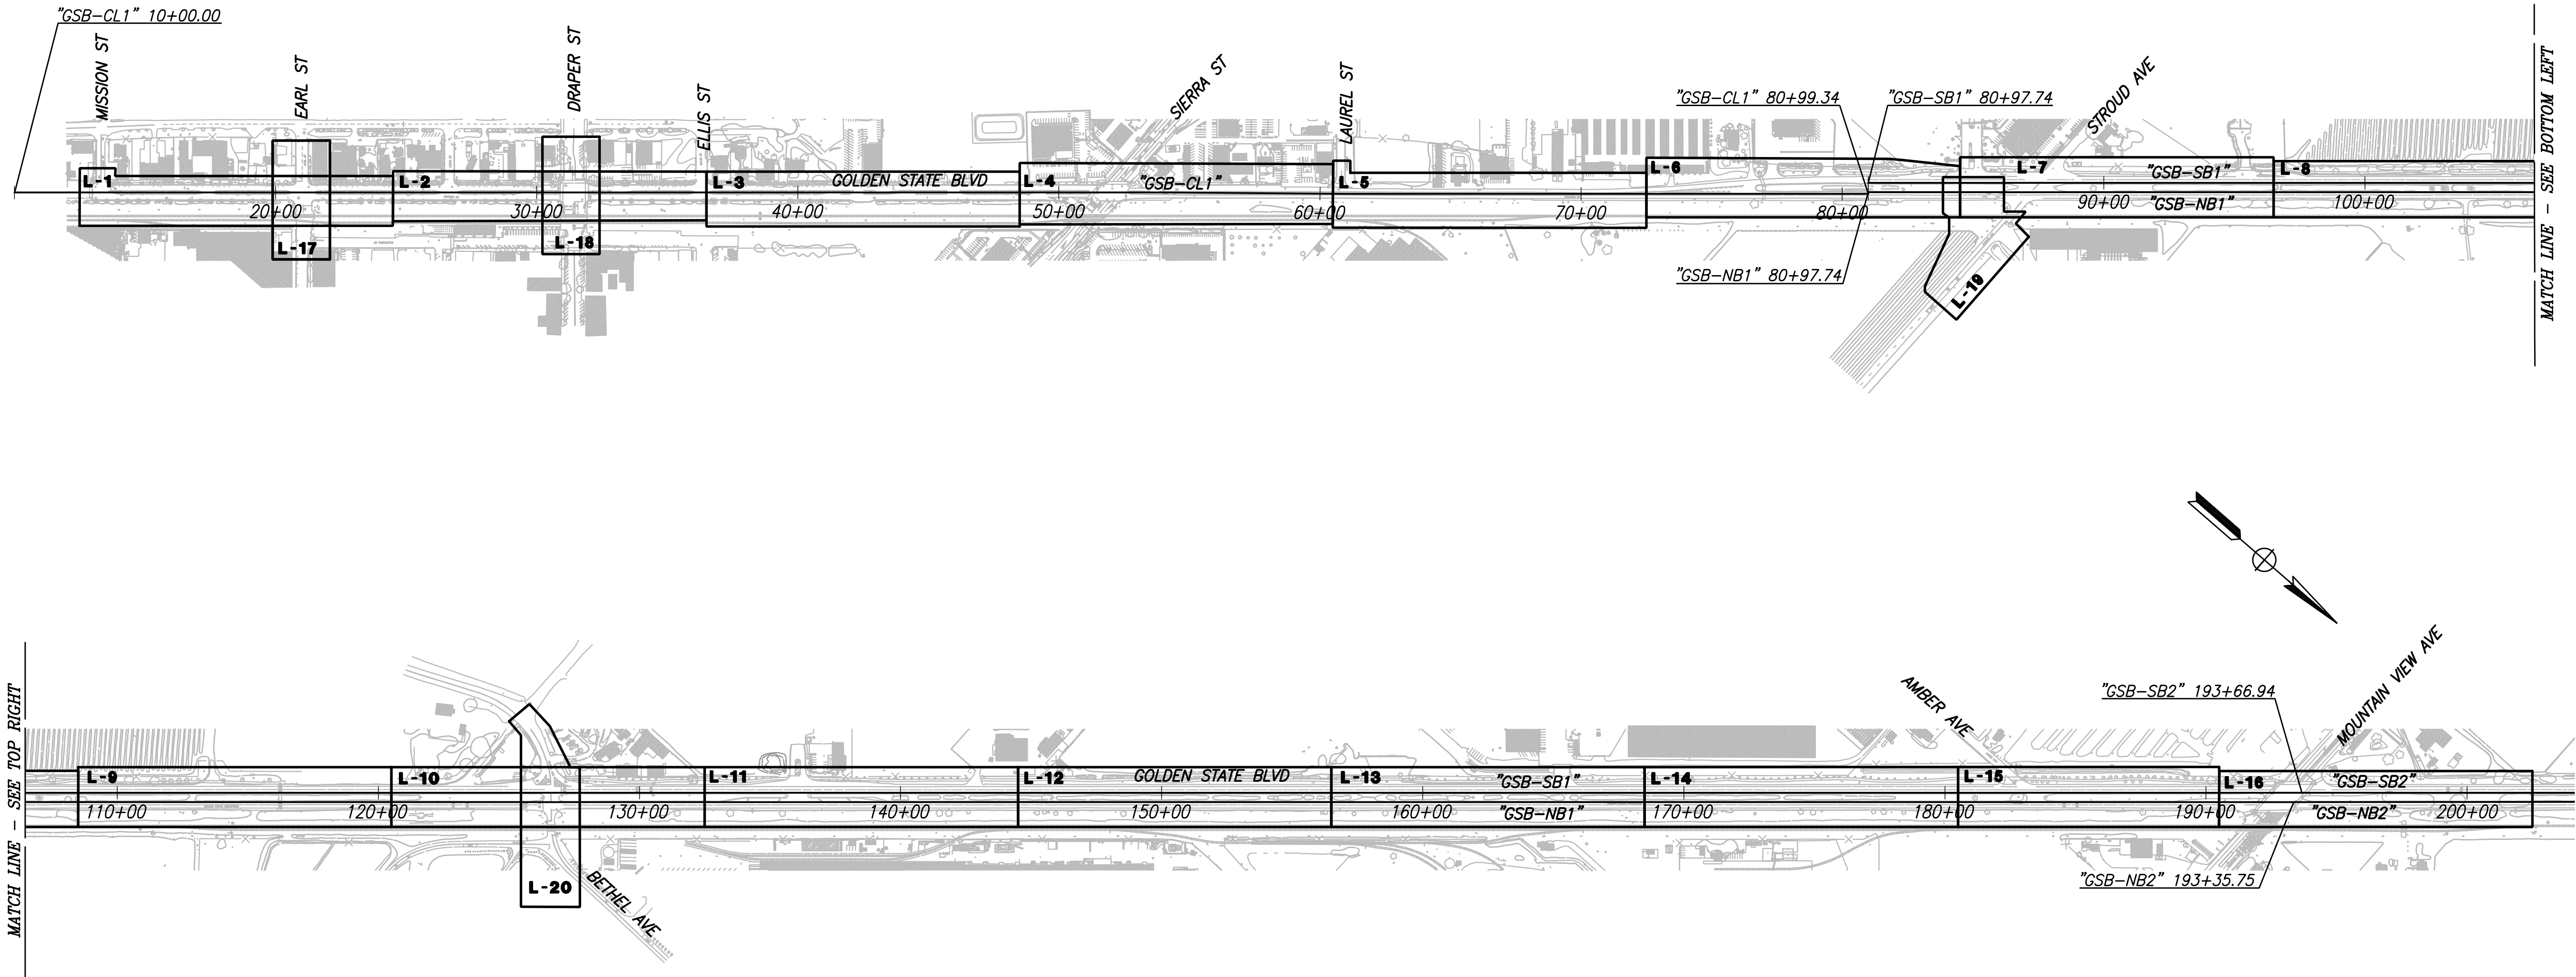 "GSB-CL1" 10+00.00
MISSION ST
EARL ST
DRAPER ST
ELLIS ST
SIERRA ST
LAUREL ST
"GSB-CL1" 80+99.34
"GSB-SB1" 80+97.74
STROUD AVE
MATCH LINE - SEE BOTTOM LEFT
L-1
L-2
L-3
GOLDEN STATE BLVD
L-4
"GSB-CL1"
L-5
L-6
L-7
"GSB-SB1"
L-8
20+00
30+00
40+00
50+00
60+00
70+00
80+00
90+00
"GSB-NB1"
100+00
L-17
L-18
"GSB-NB1" 80+97.74
L-19
MATCH LINE - SEE TOP RIGHT
AMBER AVE
"GSB-SB2" 193+66.94
MOUNTAIN VIEW AVE
L-9
L-10
L-11
L-12
GOLDEN STATE BLVD
L-13
"GSB-SB1"
L-14
L-15
L-16
"GSB-SB2"
110+00
120+00
130+00
140+00
150+00
160+00
"GSB-NB1"
170+00
180+00
190+00
"GSB-NB2"
200+00
L-20
BETHEL AVE
"GSB-NB2" 193+35.75